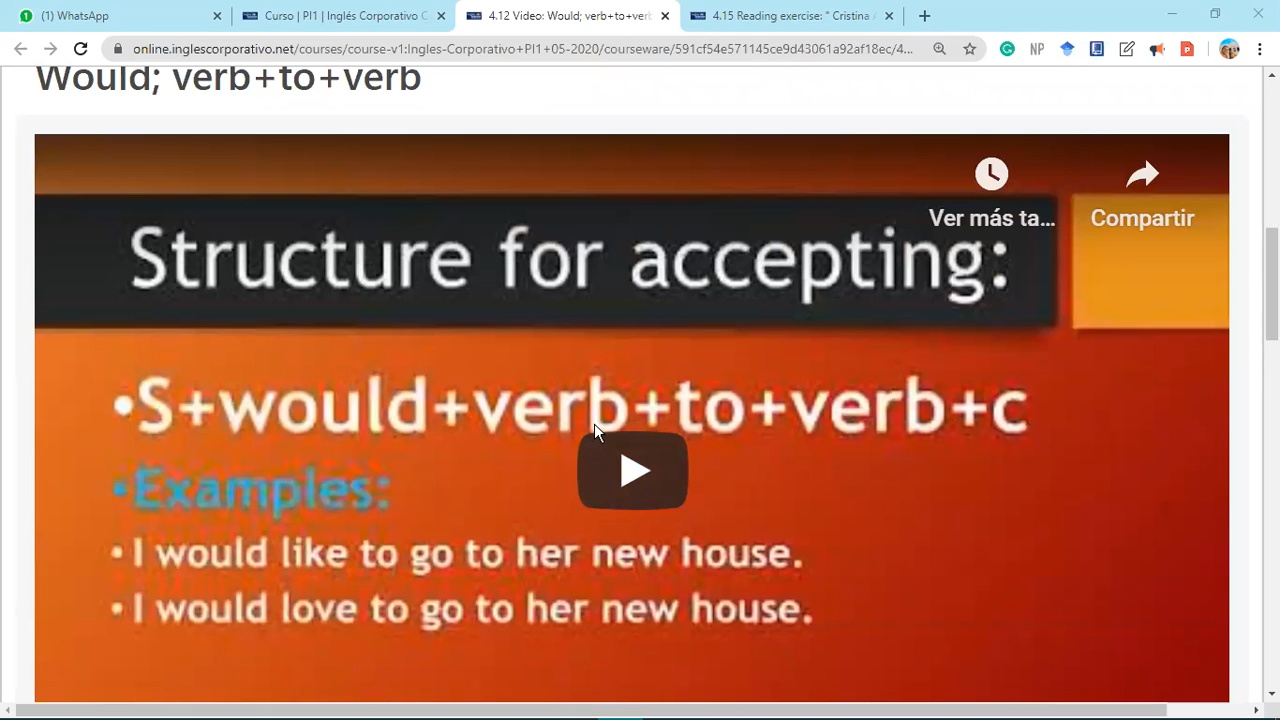 (1) WhatsApp
Curso | PI1 | Inglés Corporativo C
4.12 Video: Would; verb+to+verb
4.15 Reading exercise: " Cristina A
online.inglescorporativo.net/courses/course-v1:Ingles-Corporativo+PI1+05-2020/courseware/591cf54e571f45ce9d43061a92af18ec/4...
NP
Would; verb+to+verb
Ver más ta...
Compartir
Structure for accepting:
•S+would+verb+to+verb+c
•Examples:
• I would like to go to her new house.
• I would love to go to her new house.